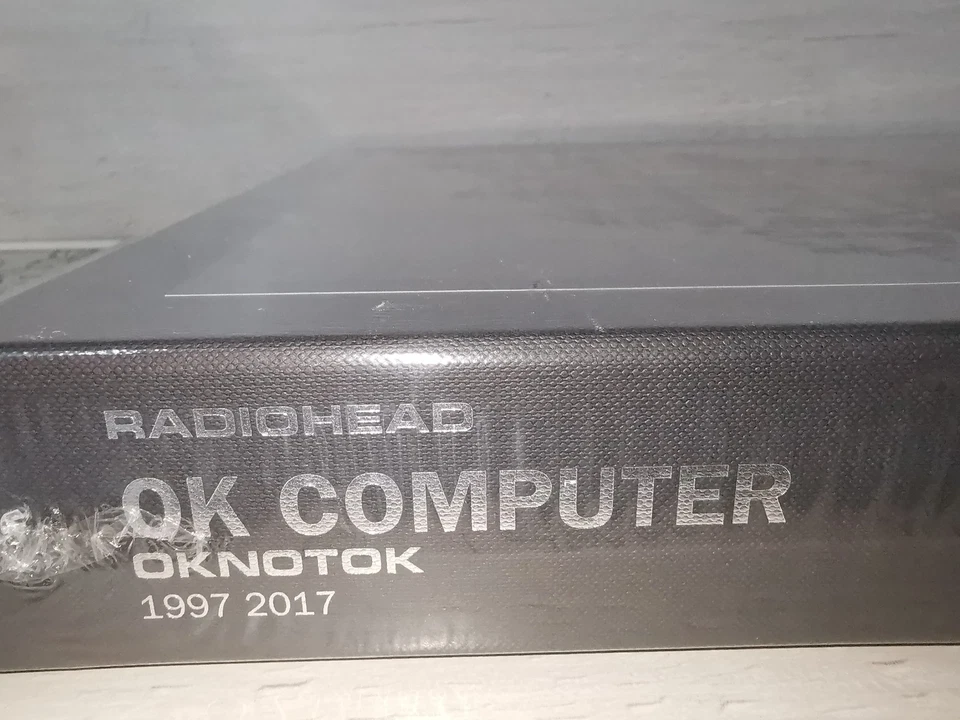 RADIOHEAD
OK COMPUTER
OKNOTOK
1997 2017